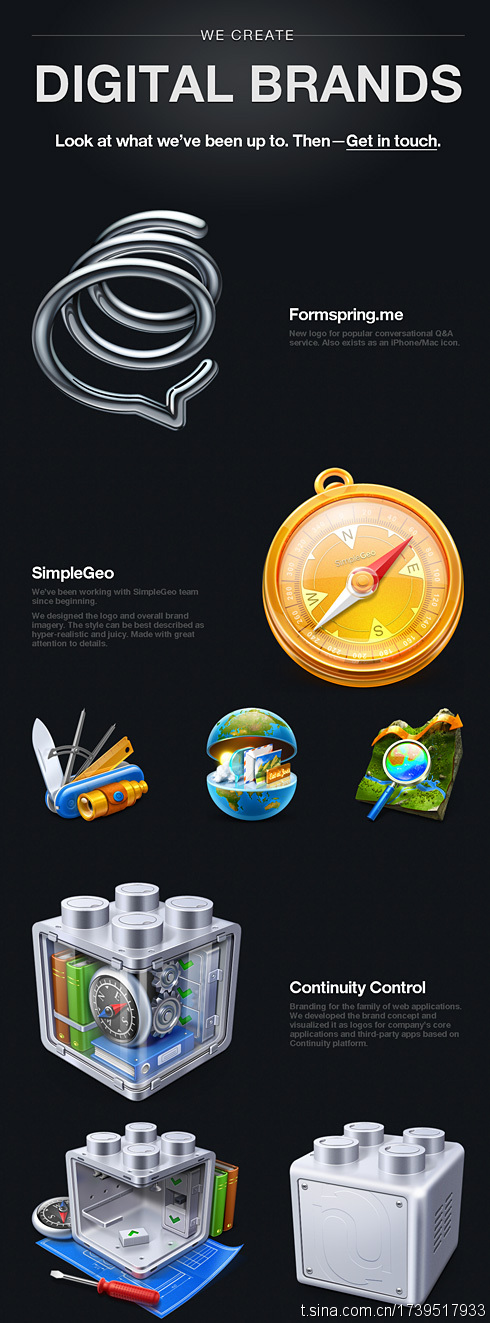 WE CREATE
DIGITAL BRANDS
Look at what we've been up to. Then—Get in touch.
Formspring.me
New logo for popular conversational Q&A
service. Also exists as an iPhone/Mac icon.
N
E
S
W
SimpleGeo
SimpleGeo
We've been working with SimpleGeo team
since beginning.
We designed the logo and overall brand
imagery. The style can be best described as
hyper-realistic and juicy. Made with great
attention to details.
Continuity Control
Branding for the family of web applications.
We developed the brand concept and
visualized it as logos for company's core
applications and third-party apps based on
Continuity platform.
t.sina.com.cn/1739517933